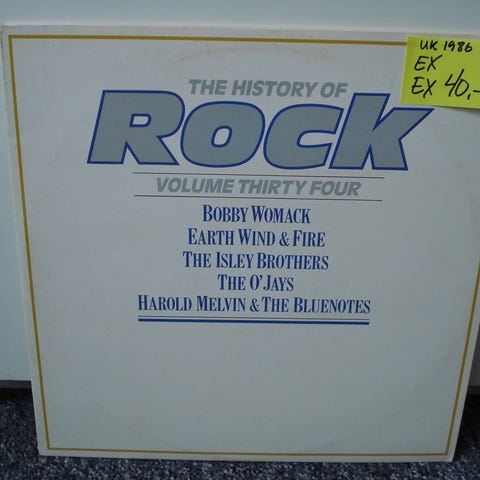 UK 1986
EX
EX 40,-
THE HISTORY OF
ROCK
VOLUME THIRTY FOUR
BOBBY WOMACK
EARTH WIND & FIRE
THE ISLEY BROTHERS
THE O'JAYS
HAROLD MELVIN & THE BLUENOTES